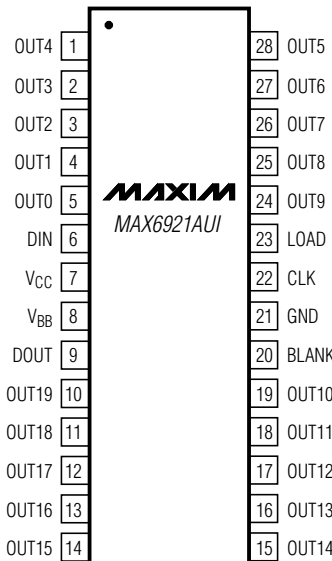 OUT4 1 28 OUT5
OUT3 2 27 OUT6
OUT2 3 26 OUT7
OUT1 4 25 OUT8
OUT0 5 MAXIM 24 OUT9
DIN 6 MAX6921AUI 23 LOAD
VCC 7 22 CLK
VBB 8 21 GND
DOUT 9 20 BLANK
OUT19 10 19 OUT10
OUT18 11 18 OUT11
OUT17 12 17 OUT12
OUT16 13 16 OUT13
OUT15 14 15 OUT14